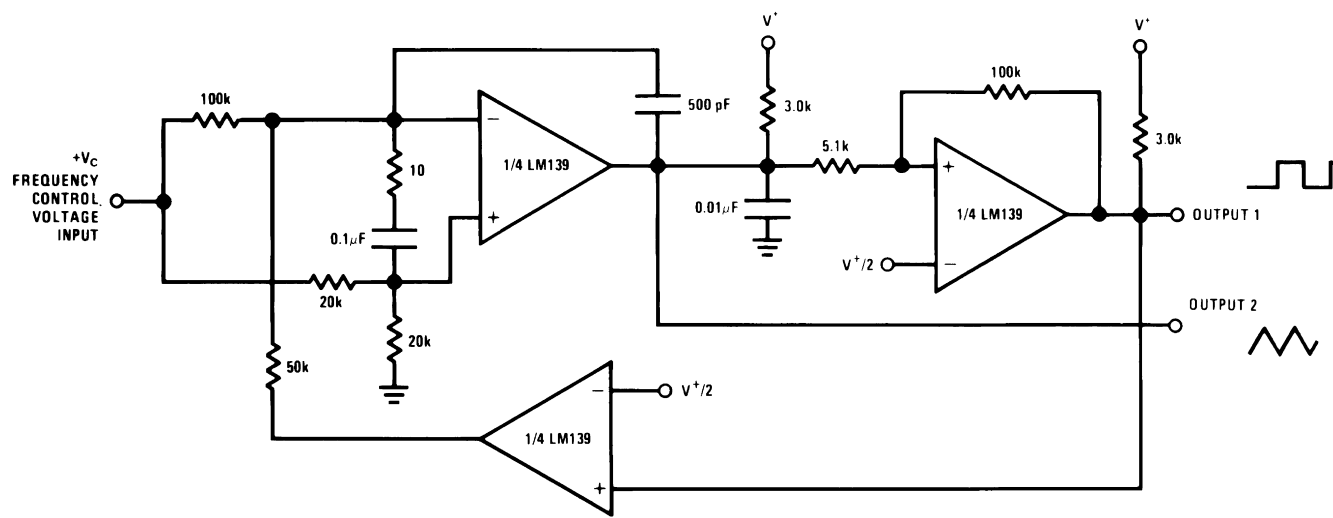 V+
V+
100k
100k
500 pF
3.0k
3.0k
+VC
FREQUENCY
CONTROL
VOLTAGE
INPUT
−
1/4 LM139
+
10
5.1k
+
1/4 LM139
−
0.1µF
0.01µF
OUTPUT 1
V+/2
20k
OUTPUT 2
20k
50k
−
V+/2
1/4 LM139
+